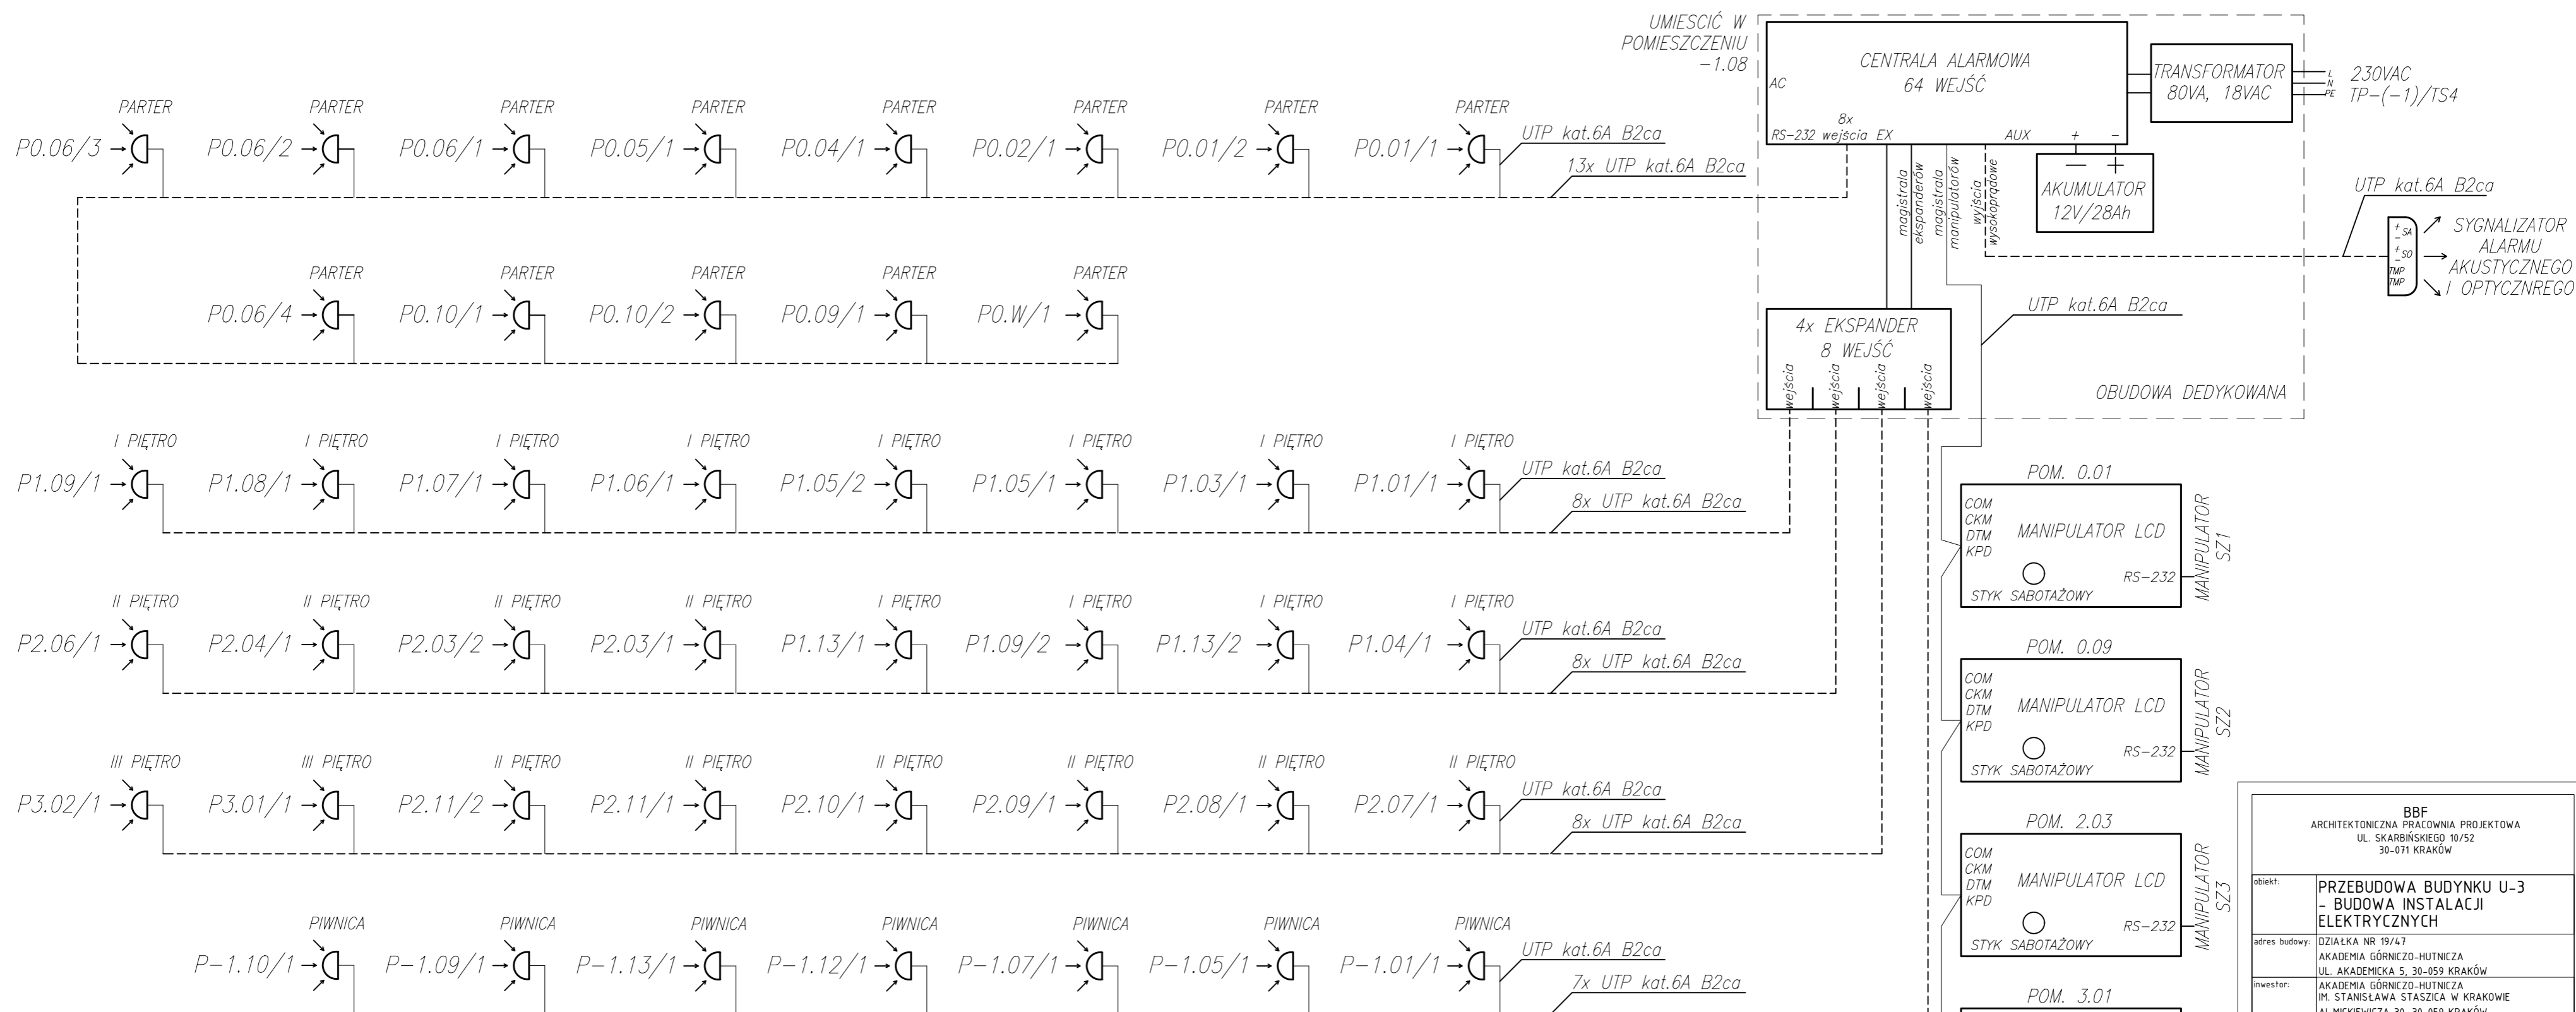 UMIESCIĆ W
POMIESZCZENIU
-1.08
CENTRALA ALARMOWA
64 WEJŚĆ
AC
8x
RS-232 wejścia EX
AUX
+ -
TRANSFORMATOR
80VA, 18VAC
L
N
PE
230VAC
TP-(-1)/TS4
AKUMULATOR
12V/28Ah
magistrala
ekspanderów
magistrala
manipulatorów
wyjścia
wysokoprądowe
UTP kat.6A B2ca
+ SA
-
+ SO
-
TMP
TMP
SYGNALIZATOR
ALARMU
AKUSTYCZNEGO
I OPTYCZNREGO
UTP kat.6A B2ca
4x EKSPANDER
8 WEJŚĆ
wejścia
wejścia
wejścia
wejścia
OBUDOWA DEDYKOWANA
PARTER PARTER PARTER PARTER PARTER PARTER PARTER PARTER
P0.06/3 P0.06/2 P0.06/1 P0.05/1 P0.04/1 P0.02/1 P0.01/2 P0.01/1
UTP kat.6A B2ca
13x UTP kat.6A B2ca
PARTER PARTER PARTER PARTER PARTER
P0.06/4 P0.10/1 P0.10/2 P0.09/1 P0.W/1
I PIĘTRO I PIĘTRO I PIĘTRO I PIĘTRO I PIĘTRO I PIĘTRO I PIĘTRO I PIĘTRO
P1.09/1 P1.08/1 P1.07/1 P1.06/1 P1.05/2 P1.05/1 P1.03/1 P1.01/1
UTP kat.6A B2ca
8x UTP kat.6A B2ca
II PIĘTRO II PIĘTRO II PIĘTRO II PIĘTRO I PIĘTRO I PIĘTRO I PIĘTRO I PIĘTRO
P2.06/1 P2.04/1 P2.03/2 P2.03/1 P1.13/1 P1.09/2 P1.13/2 P1.04/1
UTP kat.6A B2ca
8x UTP kat.6A B2ca
III PIĘTRO III PIĘTRO II PIĘTRO II PIĘTRO II PIĘTRO II PIĘTRO II PIĘTRO II PIĘTRO
P3.02/1 P3.01/1 P2.11/2 P2.11/1 P2.10/1 P2.09/1 P2.08/1 P2.07/1
UTP kat.6A B2ca
8x UTP kat.6A B2ca
PIWNICA PIWNICA PIWNICA PIWNICA PIWNICA PIWNICA PIWNICA
P-1.10/1 P-1.09/1 P-1.13/1 P-1.12/1 P-1.07/1 P-1.05/1 P-1.01/1
UTP kat.6A B2ca
7x UTP kat.6A B2ca
POM. 0.01
COM
CKM
DTM
KPD
MANIPULATOR LCD
RS-232
STYK SABOTAŻOWY
MANIPULATOR
SZ1
POM. 0.09
COM
CKM
DTM
KPD
MANIPULATOR LCD
RS-232
STYK SABOTAŻOWY
MANIPULATOR
SZ2
POM. 2.03
COM
CKM
DTM
KPD
MANIPULATOR LCD
RS-232
STYK SABOTAŻOWY
MANIPULATOR
SZ3
POM. 3.01
BBF
ARCHITEKTONICZNA PRACOWNIA PROJEKTOWA
UL. SKARBIŃSKIEGO 10/52
30-071 KRAKÓW
obiekt: PRZEBUDOWA BUDYNKU U-3
- BUDOWA INSTALACJI
ELEKTRYCZNYCH
adres budowy: DZIAŁKA NR 19/47
AKADEMIA GÓRNICZO-HUTNICZA
UL. AKADEMICKA 5, 30-059 KRAKÓW
inwestor: AKADEMIA GÓRNICZO-HUTNICZA
IM. STANISŁAWA STASZICA W KRAKOWIE
AL.MICKIEWICZA 30, 30-059 KRAKÓW